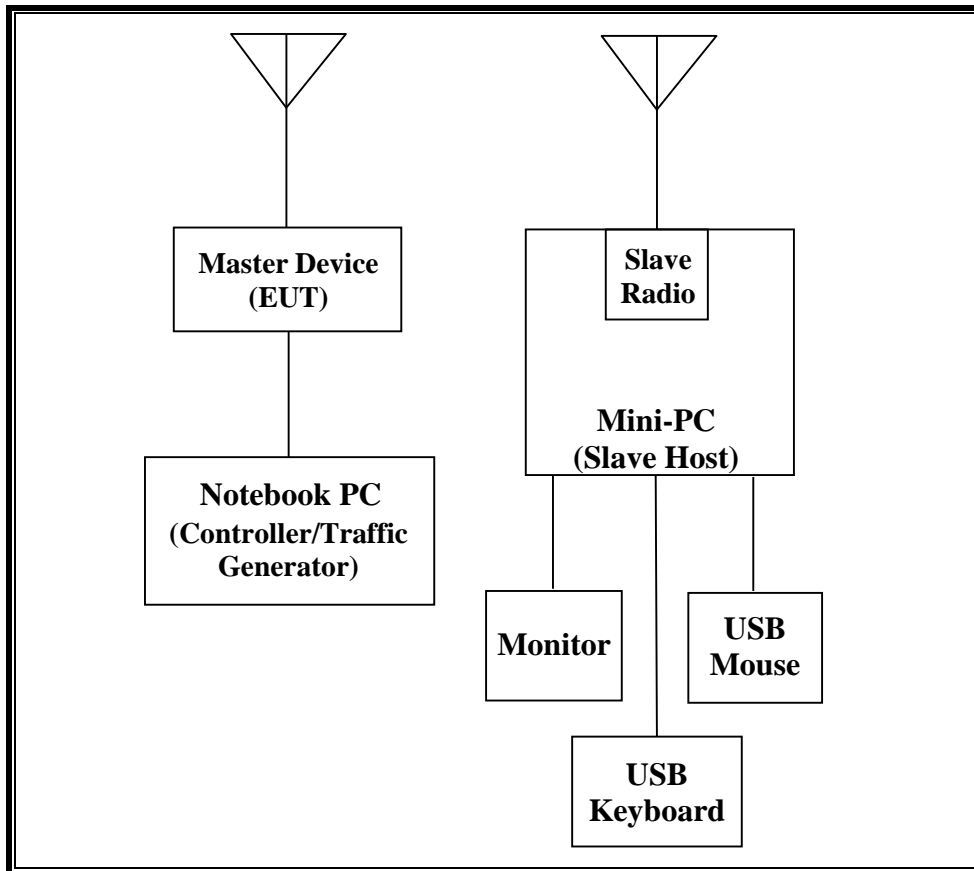 Master Device
(EUT)
Slave
Radio
Mini-PC
(Slave Host)
Notebook PC
(Controller/Traffic
Generator)
Monitor
USB
Mouse
USB
Keyboard